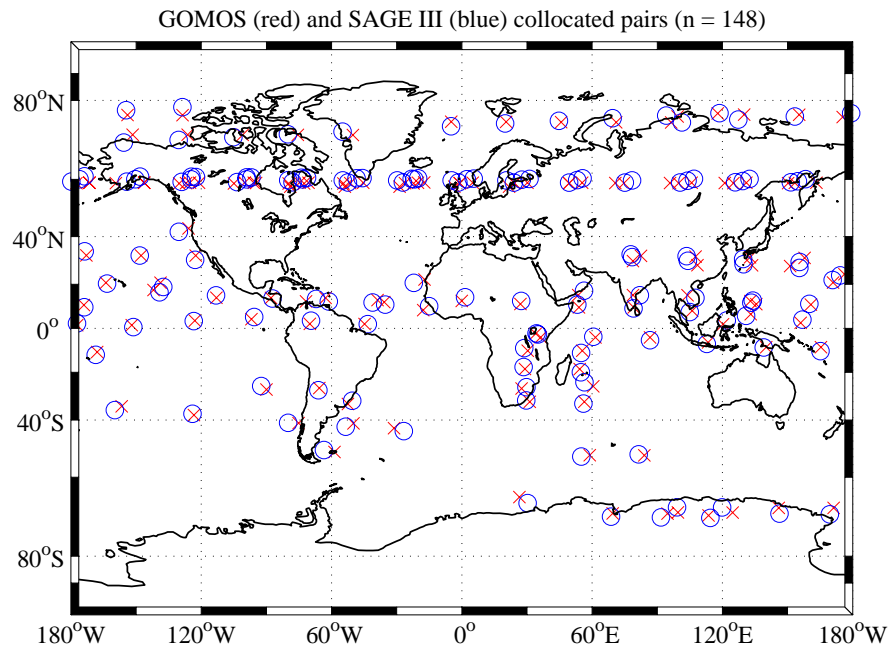 GOMOS (red) and SAGE III (blue) collocated pairs (n = 148)
80°N
40°N
0°
40°S
80°S
180°W 120°W 60°W 0° 60°E 120°E 180°W